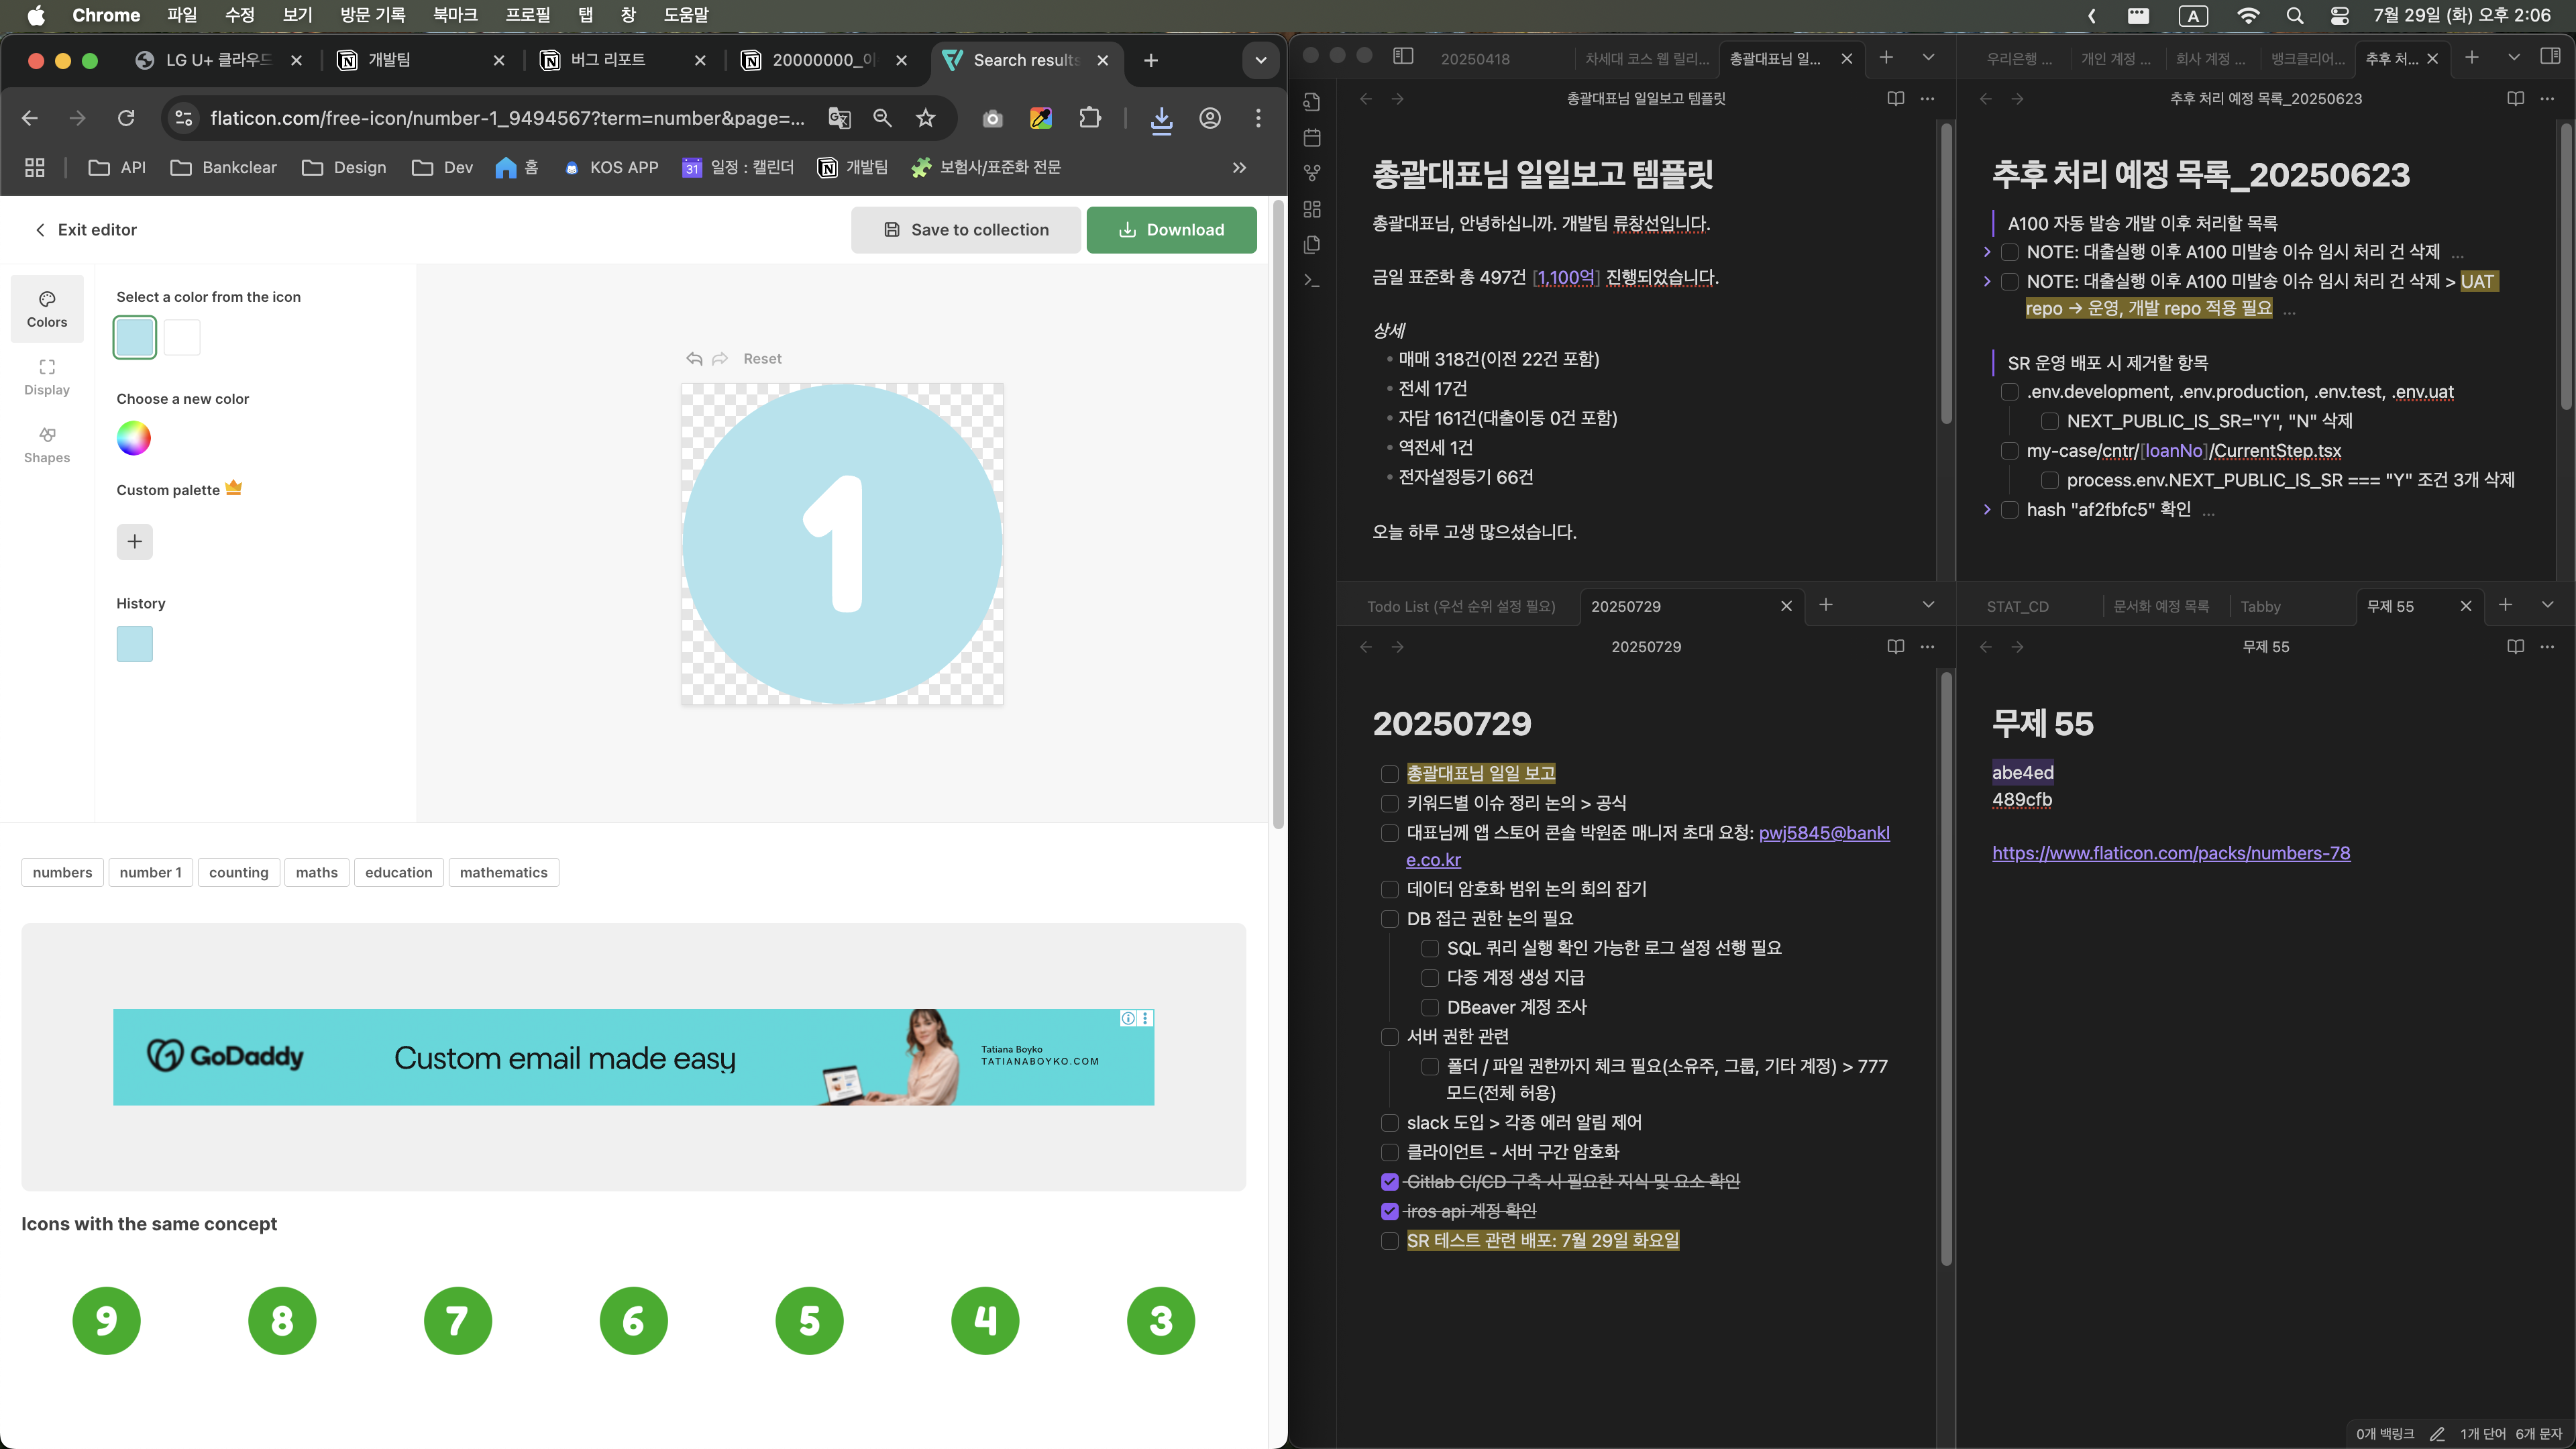 Chrome 파일 수정 보기 방문 기록 북마크 프로필 탭 창 도움말
A 7월 29일 (화) 오후 2:06
LG U+ 클라우드
개발팀
버그 리포트
20000000_이
Search results
flaticon.com/free-icon/number-1_9494567?term=number&page=...
API Bankclear Design Dev 홈 KOS APP 31 일정 : 캘린더 개발팀 보험사/표준화 전문
Exit editor
Save to collection
Download
Colors
Display
Shapes
Select a color from the icon
Choose a new color
Custom palette
History
Reset
1
numbers number 1 counting maths education mathematics
GoDaddy
Custom email made easy
Tatiana Boyko
TATIANABOYKO.COM
Icons with the same concept
9 8 7 6 5 4 3
20250418 차세대 코스 웹 릴리... 총괄대표님 일...
총괄대표님 일일보고 템플릿
총괄대표님 일일보고 템플릿
총괄대표님, 안녕하십니까. 개발팀 류창선입니다.
금일 표준화 총 497건 [1,100억] 진행되었습니다.
상세
매매 318건(이전 22건 포함)
전세 17건
자담 161건(대출이동 0건 포함)
역전세 1건
전자설정등기 66건
오늘 하루 고생 많으셨습니다.
우리은행 ... 개인 계정 ... 회사 계정 ... 뱅크클리어... 추후 처...
추후 처리 예정 목록_20250623
추후 처리 예정 목록_20250623
A100 자동 발송 개발 이후 처리할 목록
NOTE: 대출실행 이후 A100 미발송 이슈 임시 처리 건 삭제 ...
NOTE: 대출실행 이후 A100 미발송 이슈 임시 처리 건 삭제 > UAT
repo → 운영, 개발 repo 적용 필요 ...
SR 운영 배포 시 제거할 항목
.env.development, .env.production, .env.test, .env.uat
NEXT_PUBLIC_IS_SR="Y", "N" 삭제
my-case/cntr/[loanNo]/CurrentStep.tsx
process.env.NEXT_PUBLIC_IS_SR === "Y" 조건 3개 삭제
hash "af2fbfc5" 확인 ...
Todo List (우선 순위 설정 필요) 20250729
20250729
20250729
총괄대표님 일일 보고
키워드별 이슈 정리 논의 > 공식
대표님께 앱 스토어 콘솔 박원준 매니저 초대 요청: pwj5845@bankl
e.co.kr
데이터 암호화 범위 논의 회의 잡기
DB 접근 권한 논의 필요
SQL 쿼리 실행 확인 가능한 로그 설정 선행 필요
다중 계정 생성 지급
DBeaver 계정 조사
서버 권한 관련
폴더 / 파일 권한까지 체크 필요(소유주, 그룹, 기타 계정) > 777
모드(전체 허용)
slack 도입 > 각종 에러 알림 제어
클라이언트 - 서버 구간 암호화
Gitlab CI/CD 구축 시 필요한 지식 및 요소 확인
iros api 계정 확인
SR 테스트 관련 배포: 7월 29일 화요일
STAT_CD 문서화 예정 목록 Tabby 무제 55
무제 55
무제 55
abe4ed
489cfb
https://www.flaticon.com/packs/numbers-78
0개 백링크 1개 단어 6개 문자